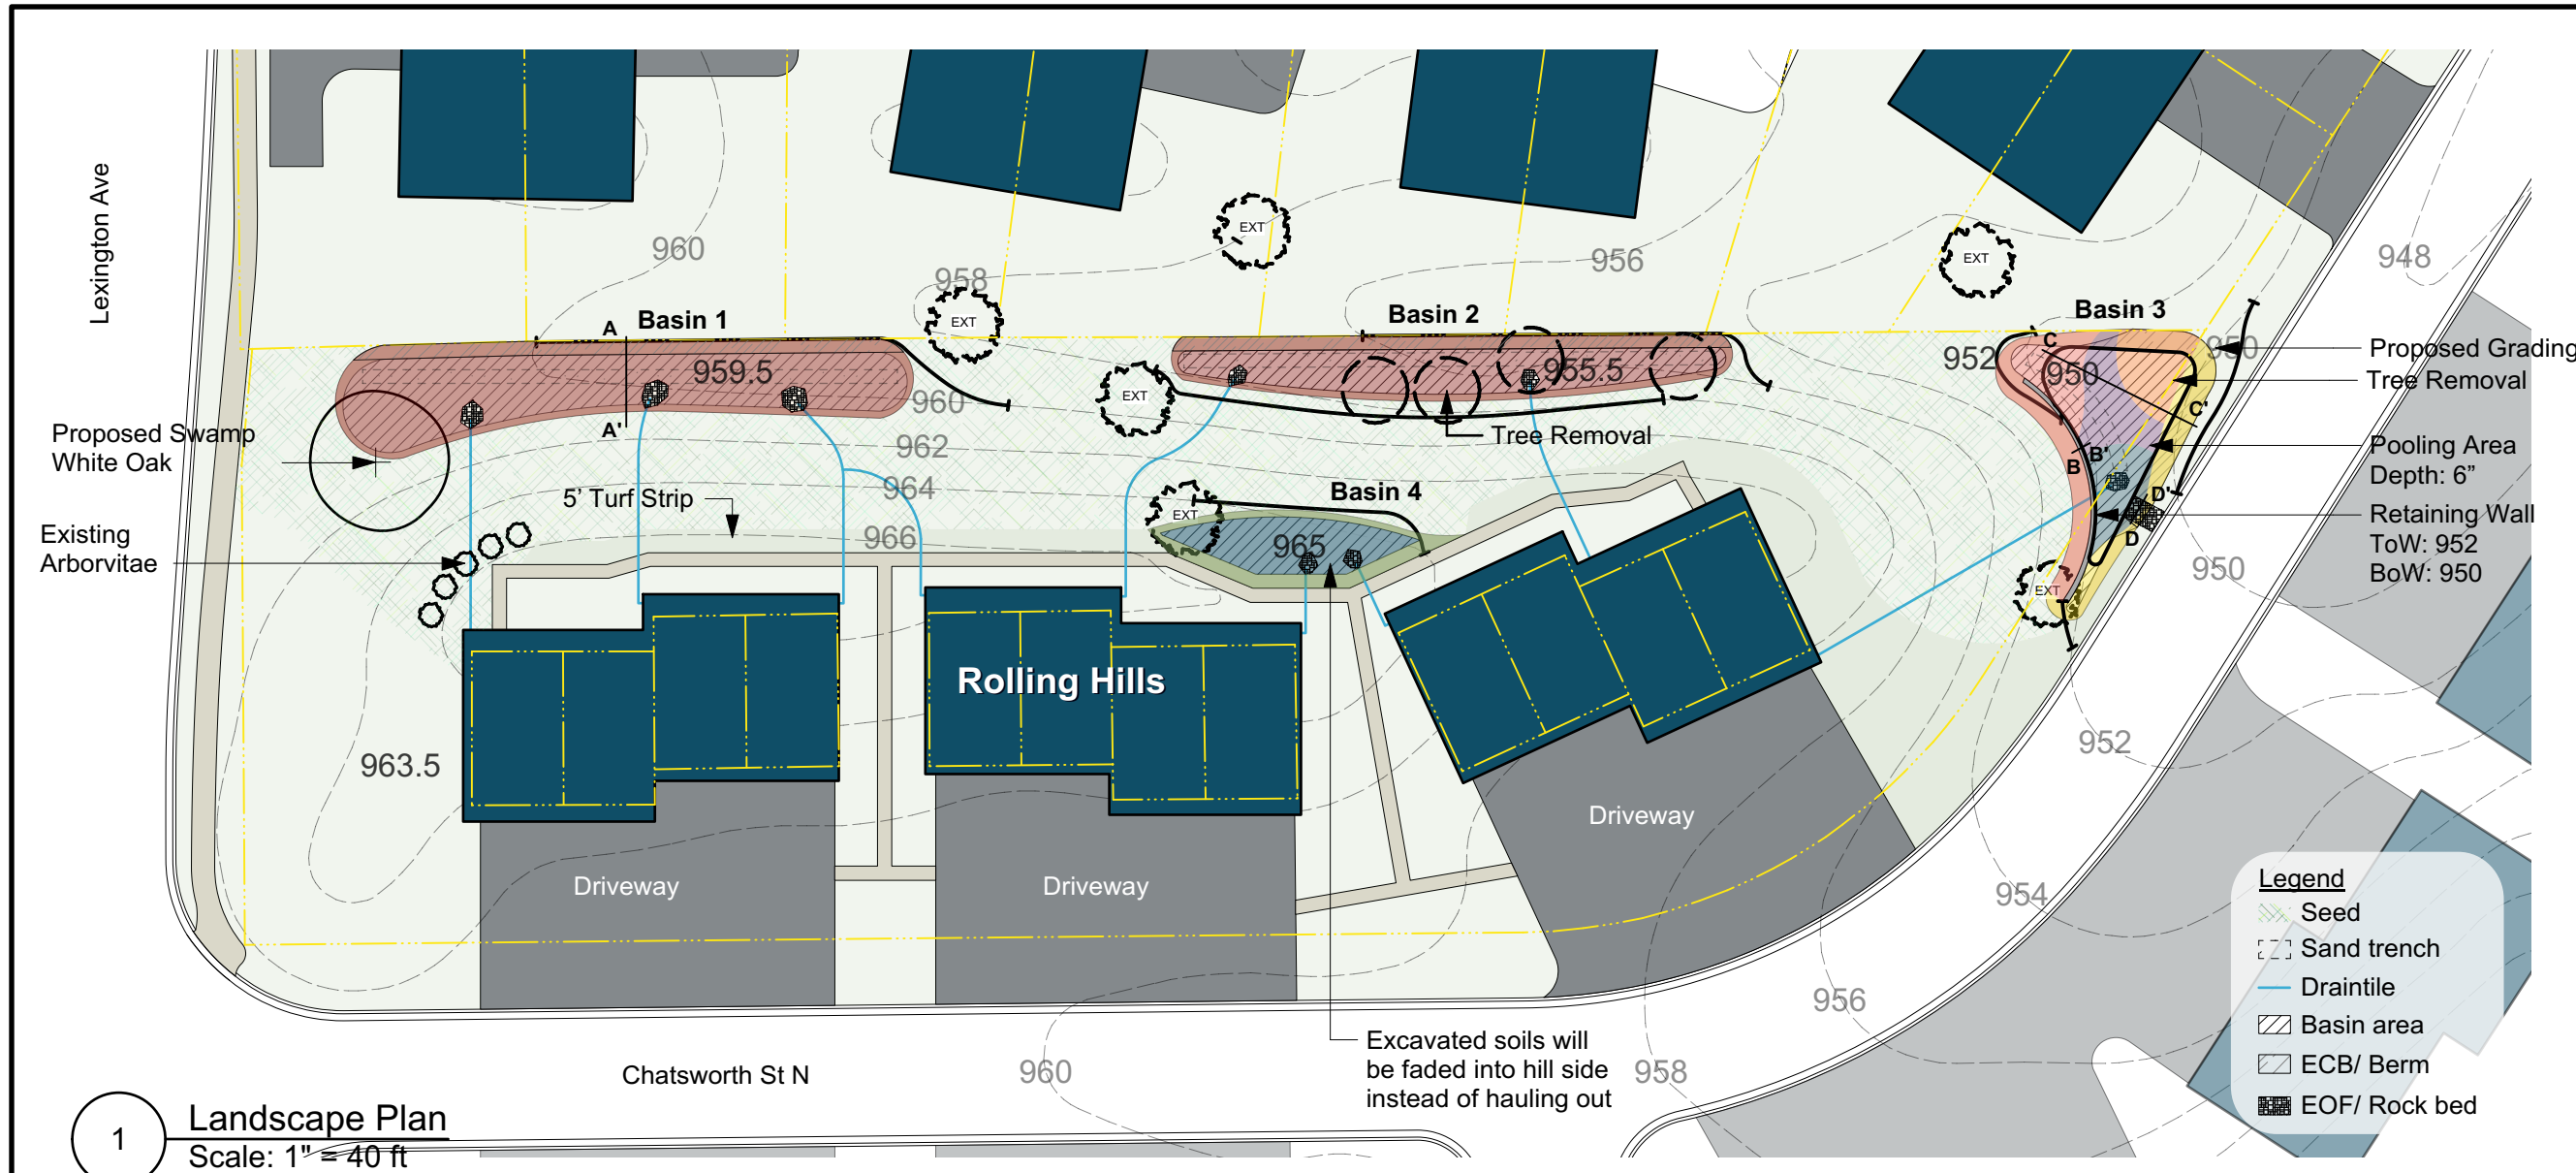 Lexington Ave
960
958
EXT
956
EXT
948
A
Basin 1
EXT
Basin 2
Basin 3
C
950
Proposed Grading
959.5
955.5
952
950
Tree Removal
EXT
960
C'
A'
Proposed Swamp
White Oak
962
Tree Removal
Pooling Area
Depth: 6"
B
B'
964
5' Turf Strip
Basin 4
D'
EXT
Retaining Wall
ToW: 952
BoW: 950
Existing
Arborvitae
966
965
D
950
EXT
Rolling Hills
963.5
952
Driveway
Driveway
Driveway
954
956
958
960
Excavated soils will
be faded into hill side
instead of hauling out
Chatsworth St N
Legend
Seed
Sand trench
Draintile
Basin area
ECB/ Berm
EOF/ Rock bed
1
Landscape Plan
Scale: 1" = 40 ft